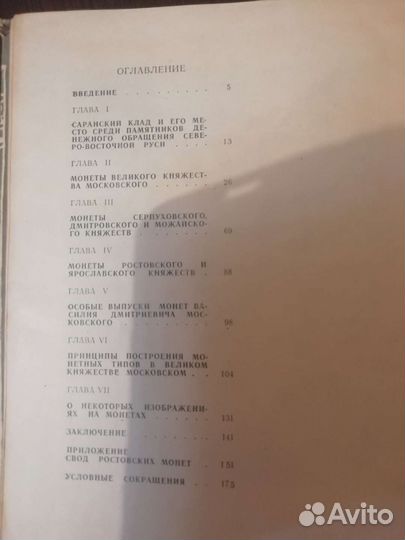 ОГЛАВЛЕНИЕ
ВВЕДЕНИЕ . . . . . . . . . 5
ГЛАВА I
САРАНСКИЙ КЛАД И ЕГО МЕ-
СТО СРЕДИ ПАМЯТНИКОВ ДЕ-
НЕЖНОГО ОБРАЩЕНИЯ СЕВЕ-
РО-ВОСТОЧНОЙ РУСИ . . . . 13
ГЛАВА II
МОНЕТЫ ВЕЛИКОГО КНЯЖЕСТ-
ВА МОСКОВСКОГО . . . . . . 26
ГЛАВА III
МОНЕТЫ СЕРПУХОВСКОГО,
ДМИТРОВСКОГО И МОЖАЙСКО-
ГО КНЯЖЕСТВ . . . . . . . 69
ГЛАВА IV
МОНЕТЫ РОСТОВСКОГО И
ЯРОСЛАВСКОГО КНЯЖЕСТВ . 88
ГЛАВА V
ОСОБЫЕ ВЫПУСКИ МОНЕТ ВА-
СИЛИЯ ДМИТРИЕВИЧА МОС-
КОВСКОГО . . . . . . . . 98
ГЛАВА VI
ПРИНЦИПЫ ПОСТРОЕНИЯ МО-
НЕТНЫХ ТИПОВ В ВЕЛИКОМ
КНЯЖЕСТВЕ МОСКОВСКОМ . . 104
ГЛАВА VII
О НЕКОТОРЫХ ИЗОБРАЖЕНИ-
ЯХ НА МОНЕТАХ . . . . . . 131
ЗАКЛЮЧЕНИЕ . . . . . . . 141
ПРИЛОЖЕНИЕ
СВОД РОСТОВСКИХ МОНЕТ . 151
УСЛОВНЫЕ СОКРАЩЕНИЯ . . 175
Avito